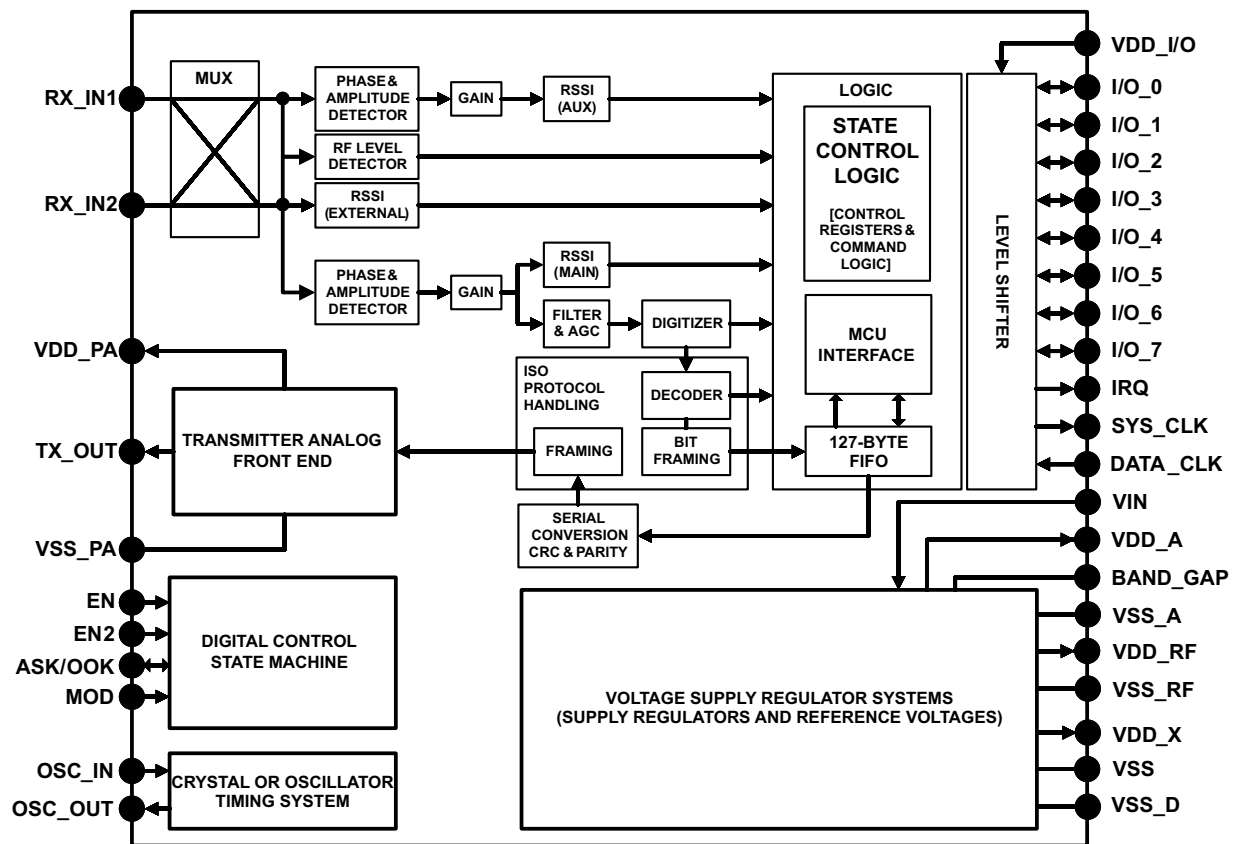 MUX
RX_IN1
RX_IN2
PHASE &
AMPLITUDE
DETECTOR
GAIN
RSSI
(AUX)
RF LEVEL
DETECTOR
RSSI
(EXTERNAL)
PHASE &
AMPLITUDE
DETECTOR
GAIN
RSSI
(MAIN)
FILTER
& AGC
DIGITIZER
ISO
PROTOCOL
HANDLING
DECODER
FRAMING
BIT
FRAMING
SERIAL
CONVERSION
CRC & PARITY
LOGIC
STATE
CONTROL
LOGIC
[CONTROL
REGISTERS &
COMMAND
LOGIC]
MCU
INTERFACE
127-BYTE
FIFO
LEVEL SHIFTER
VDD_I/O
I/O_0
I/O_1
I/O_2
I/O_3
I/O_4
I/O_5
I/O_6
I/O_7
IRQ
SYS_CLK
DATA_CLK
VIN
VDD_A
BAND_GAP
VSS_A
VDD_RF
VSS_RF
VDD_X
VSS
VSS_D
VDD_PA
TX_OUT
VSS_PA
TRANSMITTER ANALOG
FRONT END
EN
EN2
ASK/OOK
MOD
DIGITAL CONTROL
STATE MACHINE
OSC_IN
OSC_OUT
CRYSTAL OR OSCILLATOR
TIMING SYSTEM
VOLTAGE SUPPLY REGULATOR SYSTEMS
(SUPPLY REGULATORS AND REFERENCE VOLTAGES)